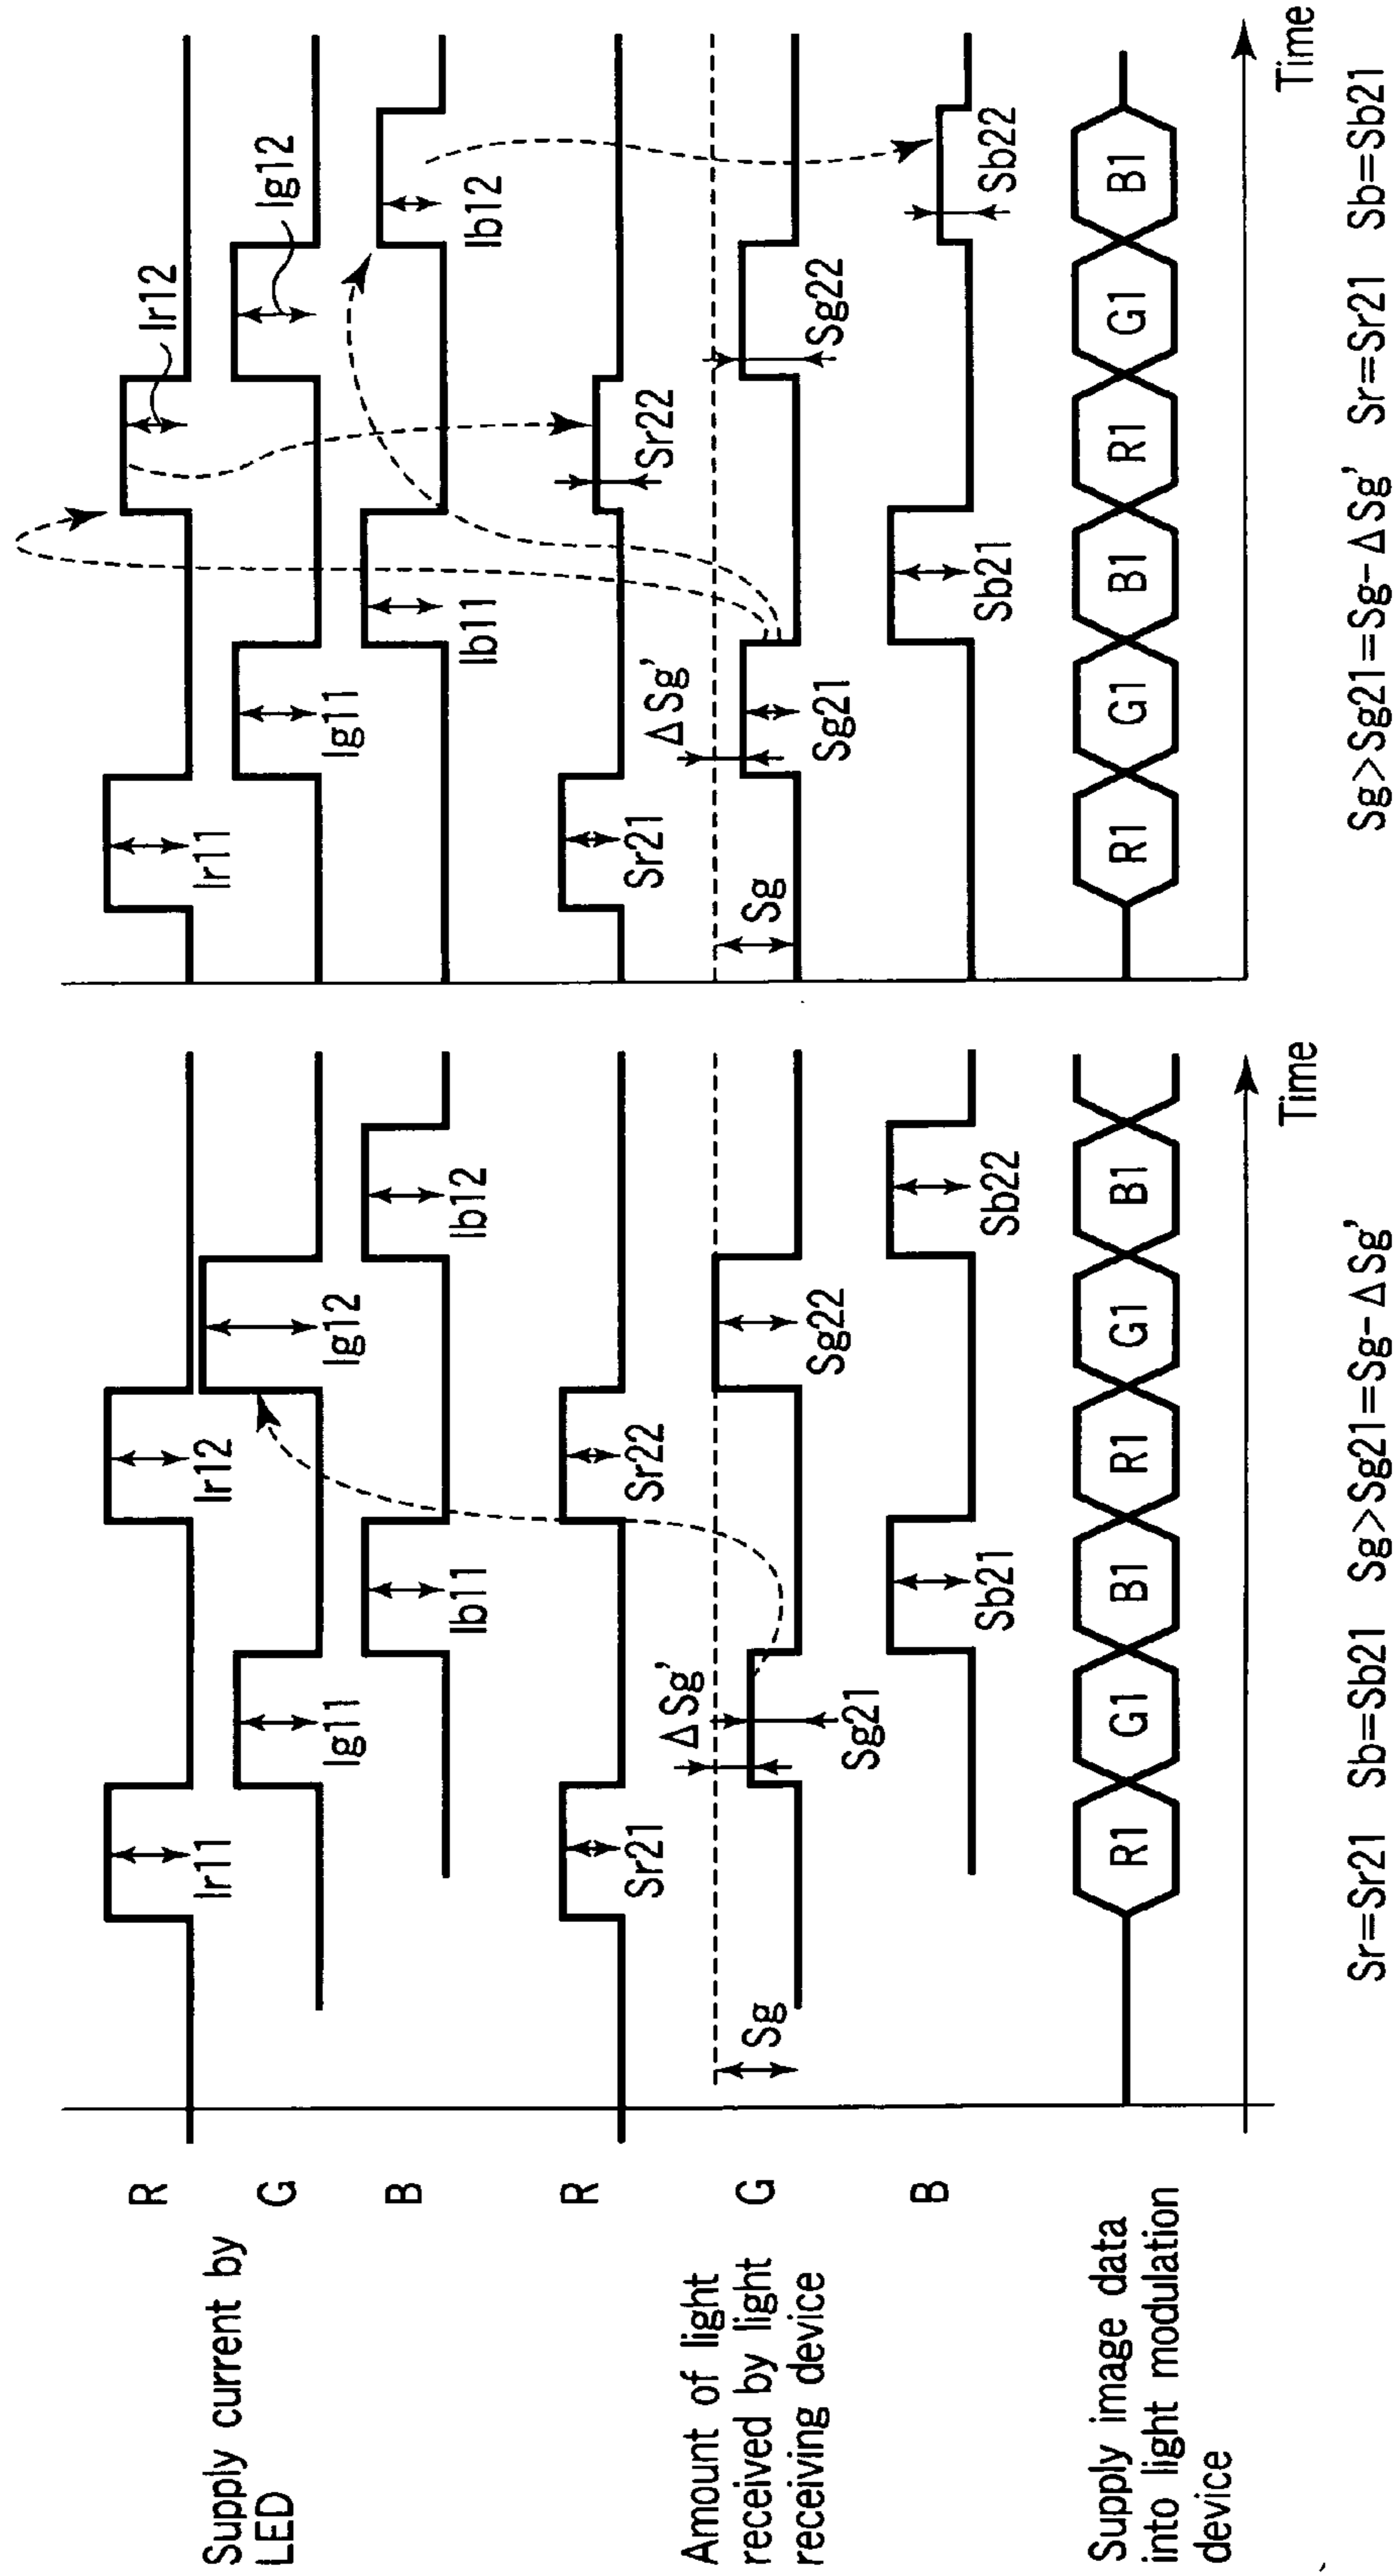 Supply current by
LED
R
G
B
Ir11
Ig11
Ib11
Ir12
Ig12
Ib12
Amount of light
received by light
receiving device
R
G
B
Sr21
Sg
ΔSg'
Sg21
Sb21
Sr22
Sg22
Sb22
Supply image data
into light modulation
device
R1 G1 B1 R1 G1 B1
Time
Sr=Sr21 Sb=Sb21 Sg>Sg21=Sg-ΔSg'
Ir11
Ig11
Ib11
Ir12
Ig12
Ib12
Sr21
Sg
ΔSg'
Sg21
Sb21
Sr22
Sg22
Sb22
R1 G1 B1 R1 G1 B1
Time
Sg>Sg21=Sg-ΔSg' Sr=Sr21 Sb=Sb21